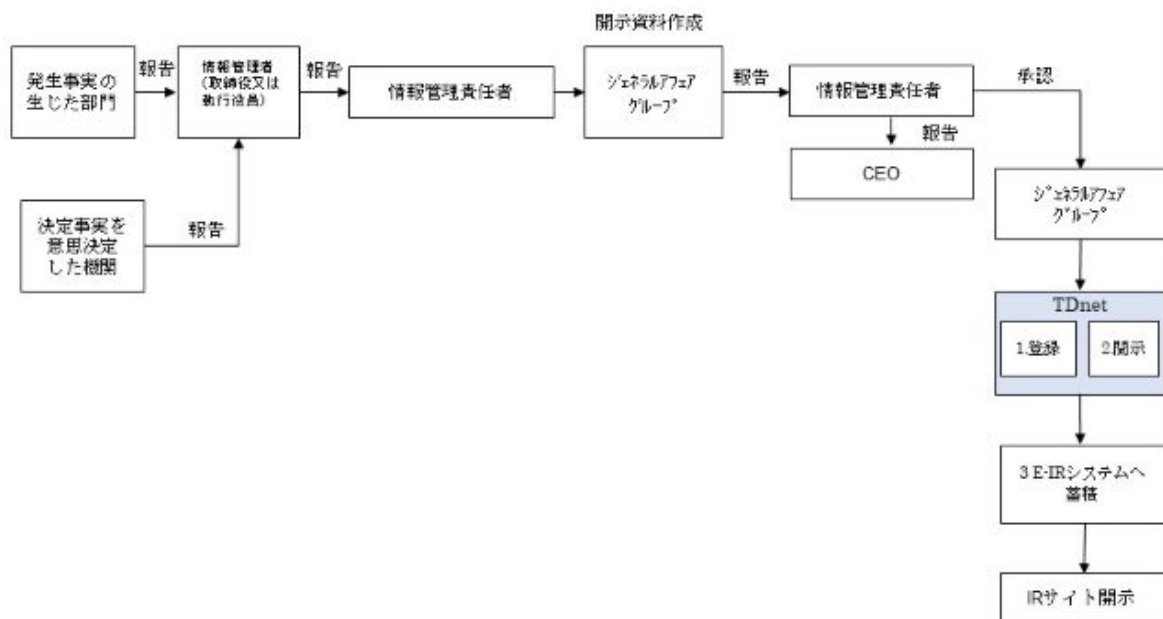 開示資料作成
発生事実の
生じた部門
報告
情報管理者
（取締役又は
執行役員）
報告
情報管理責任者
ジェネラルアフェア
グループ
報告
情報管理責任者
承認
報告
CEO
決定事実を
意思決定
した機関
報告
ジェネラルアフェア
グループ
TDnet
1.登録
2.開示
3 E-IRシステムへ
蓄積
IRサイト開示